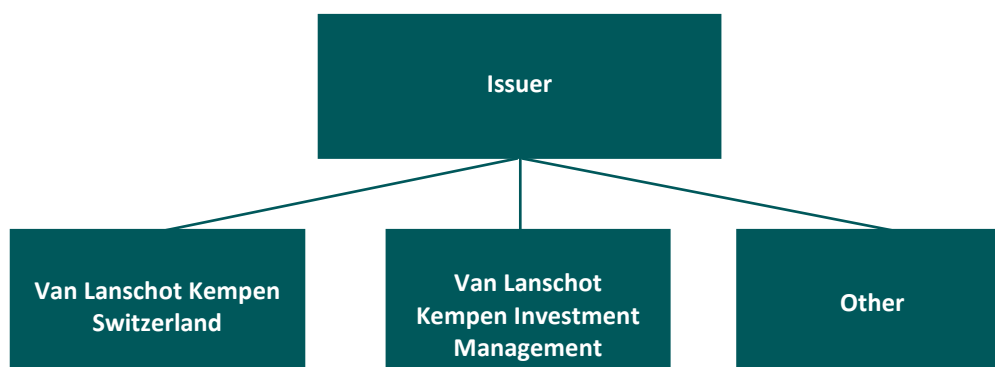 Issuer
Van Lanschot Kempen
Switzerland
Van Lanschot
Kempen Investment
Management
Other